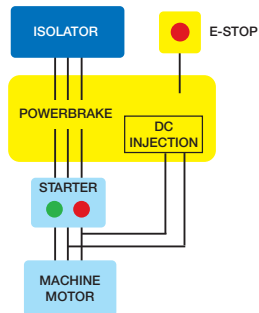 ISOLATOR
E-STOP
POWERBRAKE
DC
INJECTION
STARTER
MACHINE
MOTOR